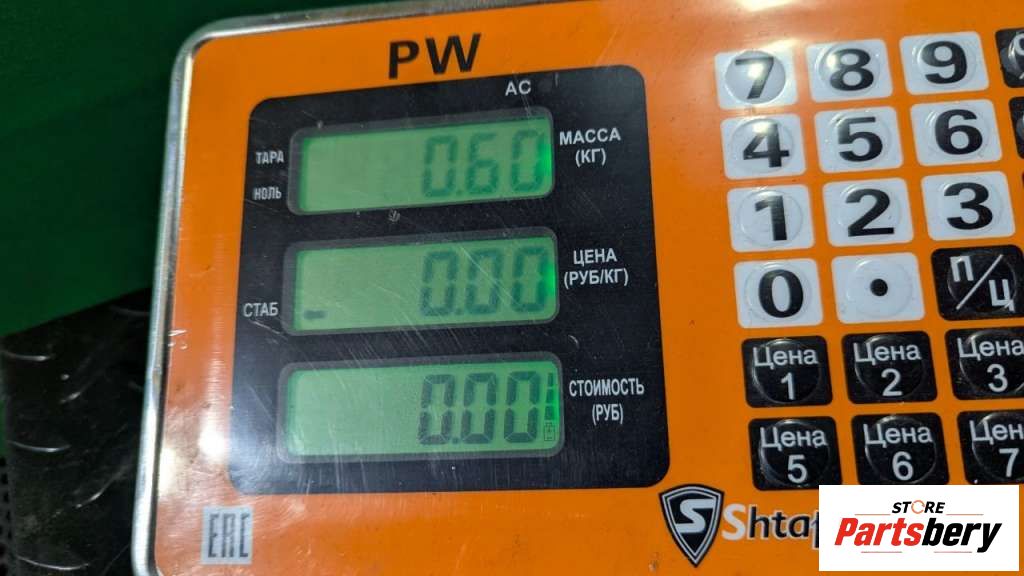 PW
AC
ТАРА
НОЛЬ
0.60
МАССА
(КГ)
СТАБ
0.00
ЦЕНА
(РУБ/КГ)
0.00
СТОИМОСТЬ
(РУБ)
7 8 9
4 5 6
1 2 3
0 . П/Ц
Цена 1
Цена 2
Цена 3
Цена 5
Цена 6
Цен 7
EAC
Shtap
STORE
Partsbery